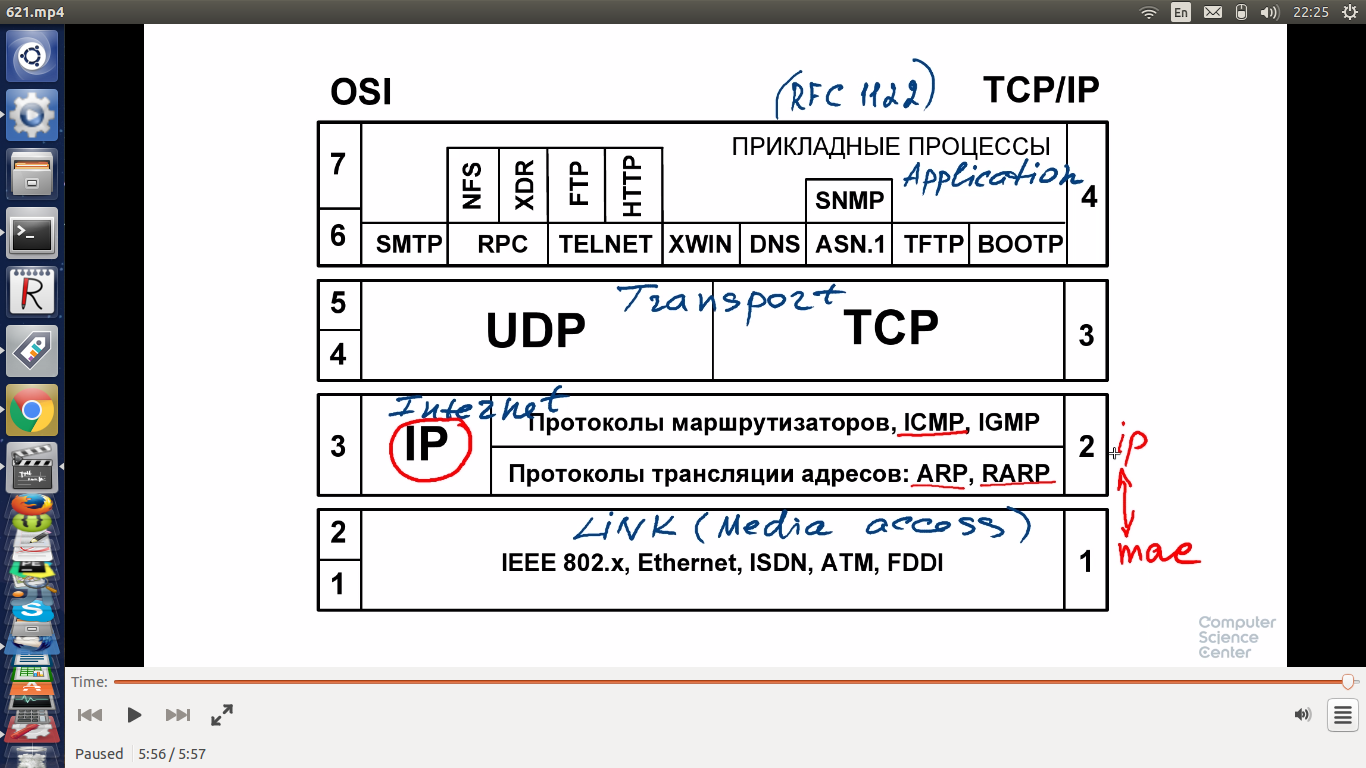 621.mp4
En
22:25
OSI
(RFC 1122)
TCP/IP
7
ПРИКЛАДНЫЕ ПРОЦЕССЫ
Application
4
NFS
XDR
FTP
HTTP
SNMP
6
SMTP
RPC
TELNET
XWIN
DNS
ASN.1
TFTP
BOOTP
5
Transport
UDP
TCP
3
4
Internet
3
IP
Протоколы маршрутизаторов, ICMP, IGMP
2
ip
Протоколы трансляции адресов: ARP, RARP
2
LiNK (Media access)
IEEE 802.x, Ethernet, ISDN, ATM, FDDI
1
mac
1
Computer
Science
Center
Time:
Paused
5:56 / 5:57